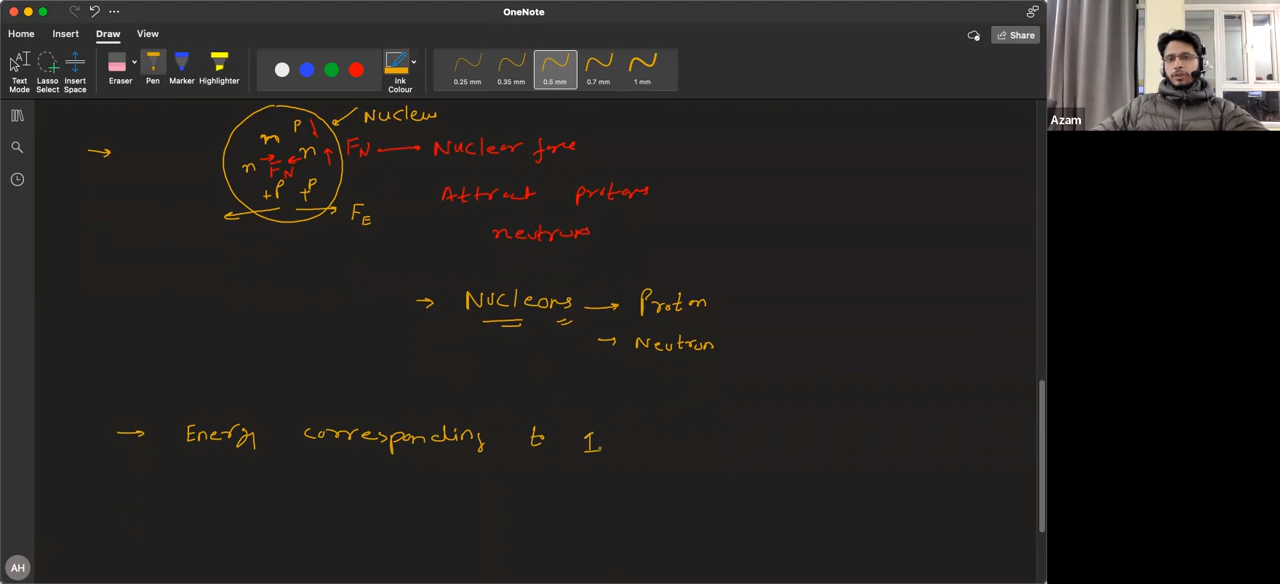 OneNote
Home Insert Draw View
Share
Text Mode
Lasso Select
Insert Space
Eraser
Pen
Marker
Highlighter
0.25 mm
0.35 mm
0.5 mm
0.7 mm
1 mm
Ink Colour
Azam
→ Nucleus
n P
n n
FN
+P +P
FN → Nuclear force
FE
Attract protons
neutrons
→ Nucleons → Proton
→ Neutron
→ Energy corresponding to 1
AH